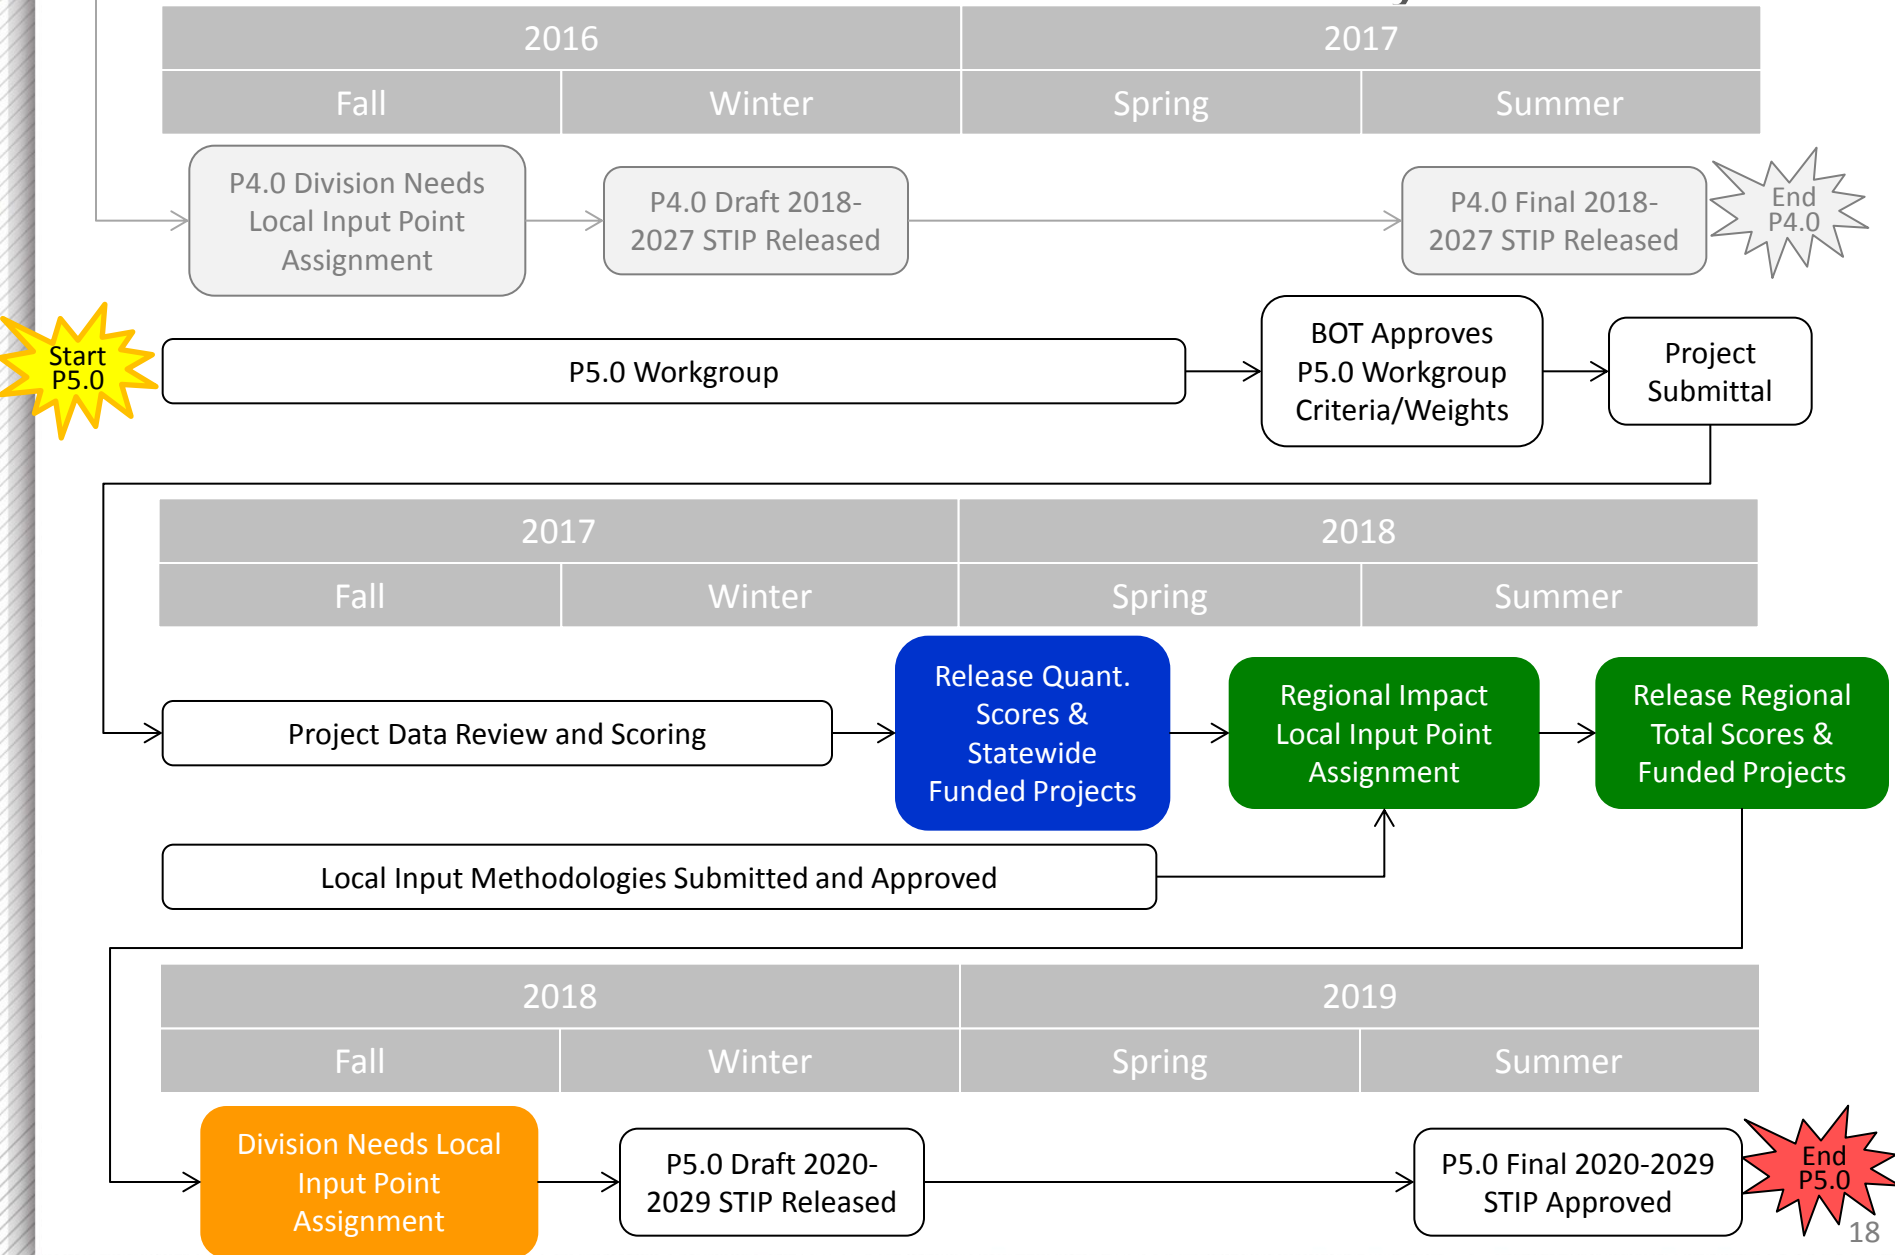 2016
2017
Fall
Winter
Spring
Summer
P4.0 Division Needs
Local Input Point
Assignment
P4.0 Draft 2018-
2027 STIP Released
P4.0 Final 2018-
2027 STIP Released
End
P4.0
Start
P5.0
P5.0 Workgroup
BOT Approves
P5.0 Workgroup
Criteria/Weights
Project
Submittal
2017
2018
Fall
Winter
Spring
Summer
Project Data Review and Scoring
Release Quant.
Scores &
Statewide
Funded Projects
Regional Impact
Local Input Point
Assignment
Release Regional
Total Scores &
Funded Projects
Local Input Methodologies Submitted and Approved
2018
2019
Fall
Winter
Spring
Summer
Division Needs Local
Input Point
Assignment
P5.0 Draft 2020-
2029 STIP Released
P5.0 Final 2020-2029
STIP Approved
End
P5.0
18